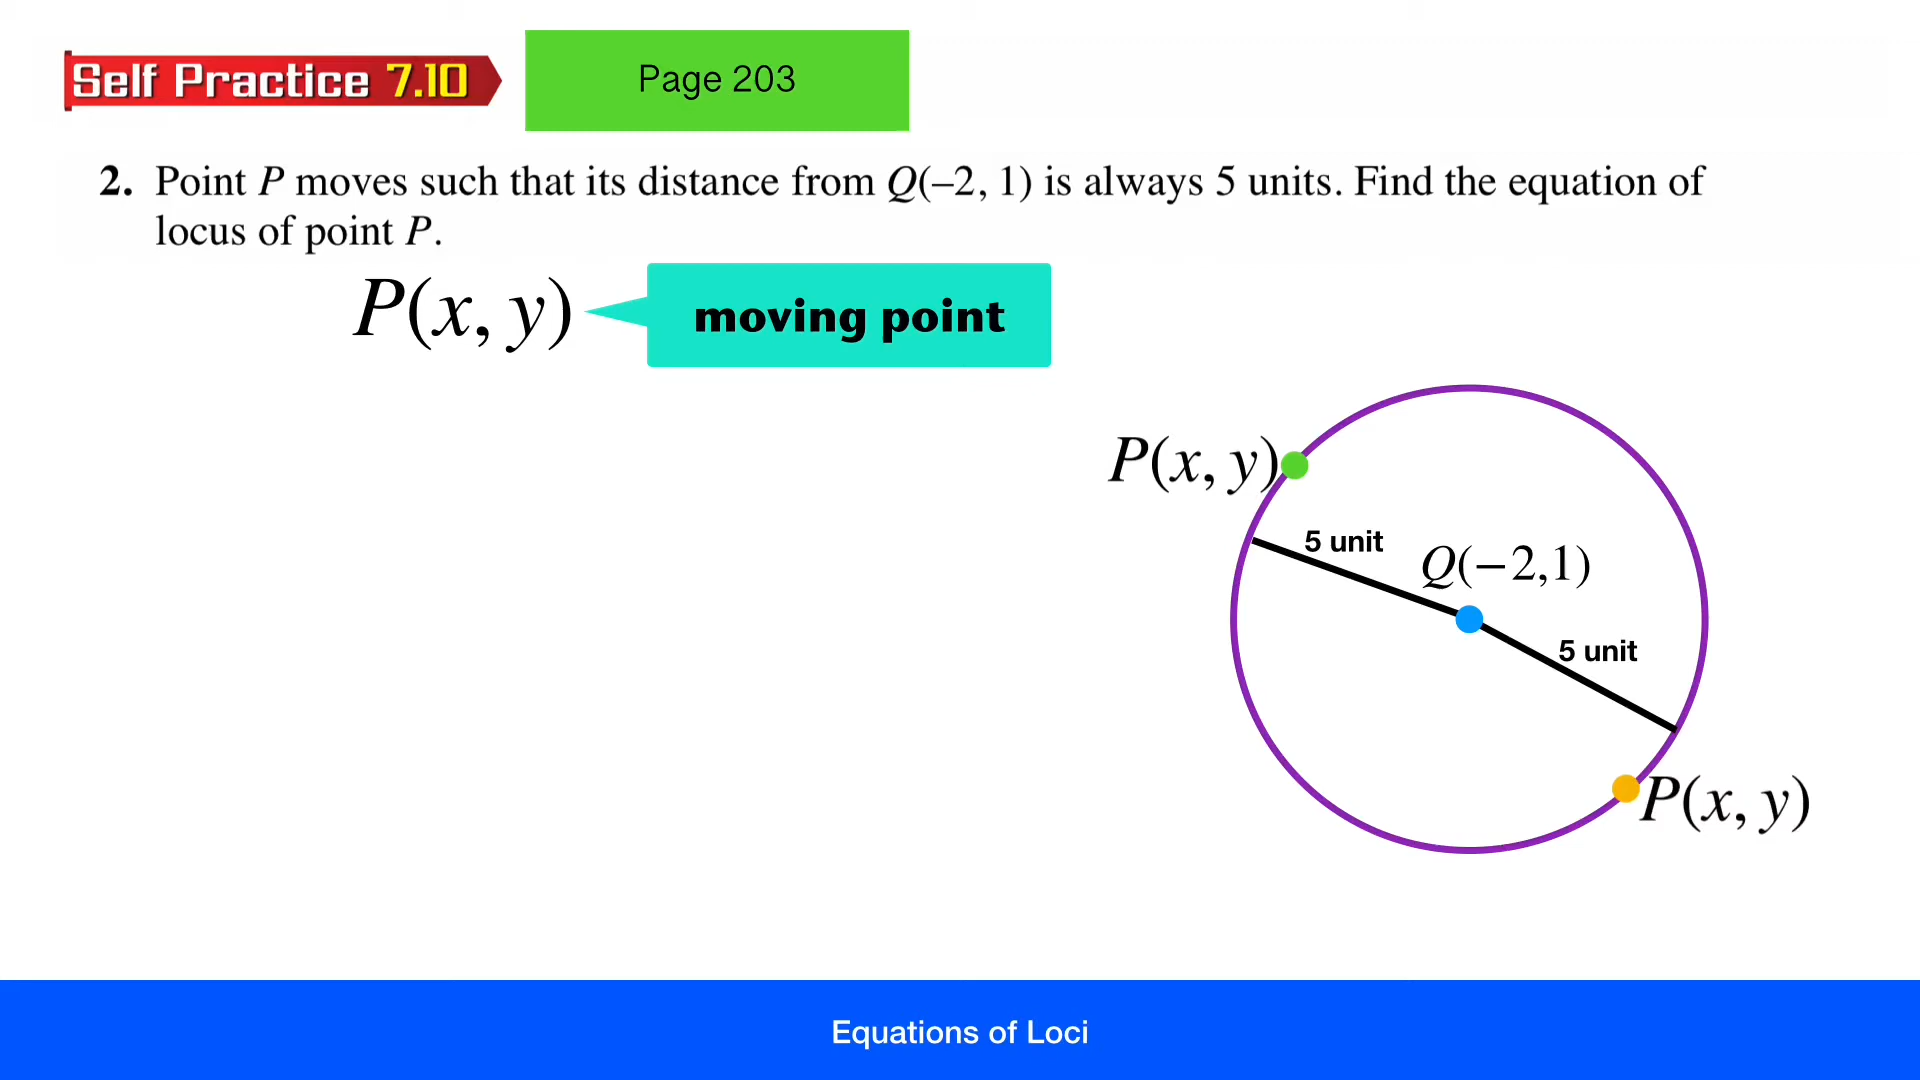 Self Practice 7.10
Page 203
2. Point P moves such that its distance from Q(–2, 1) is always 5 units. Find the equation of
locus of point P.
P(x, y)
moving point
P(x, y)
5 unit
Q(−2,1)
5 unit
P(x, y)
Equations of Loci